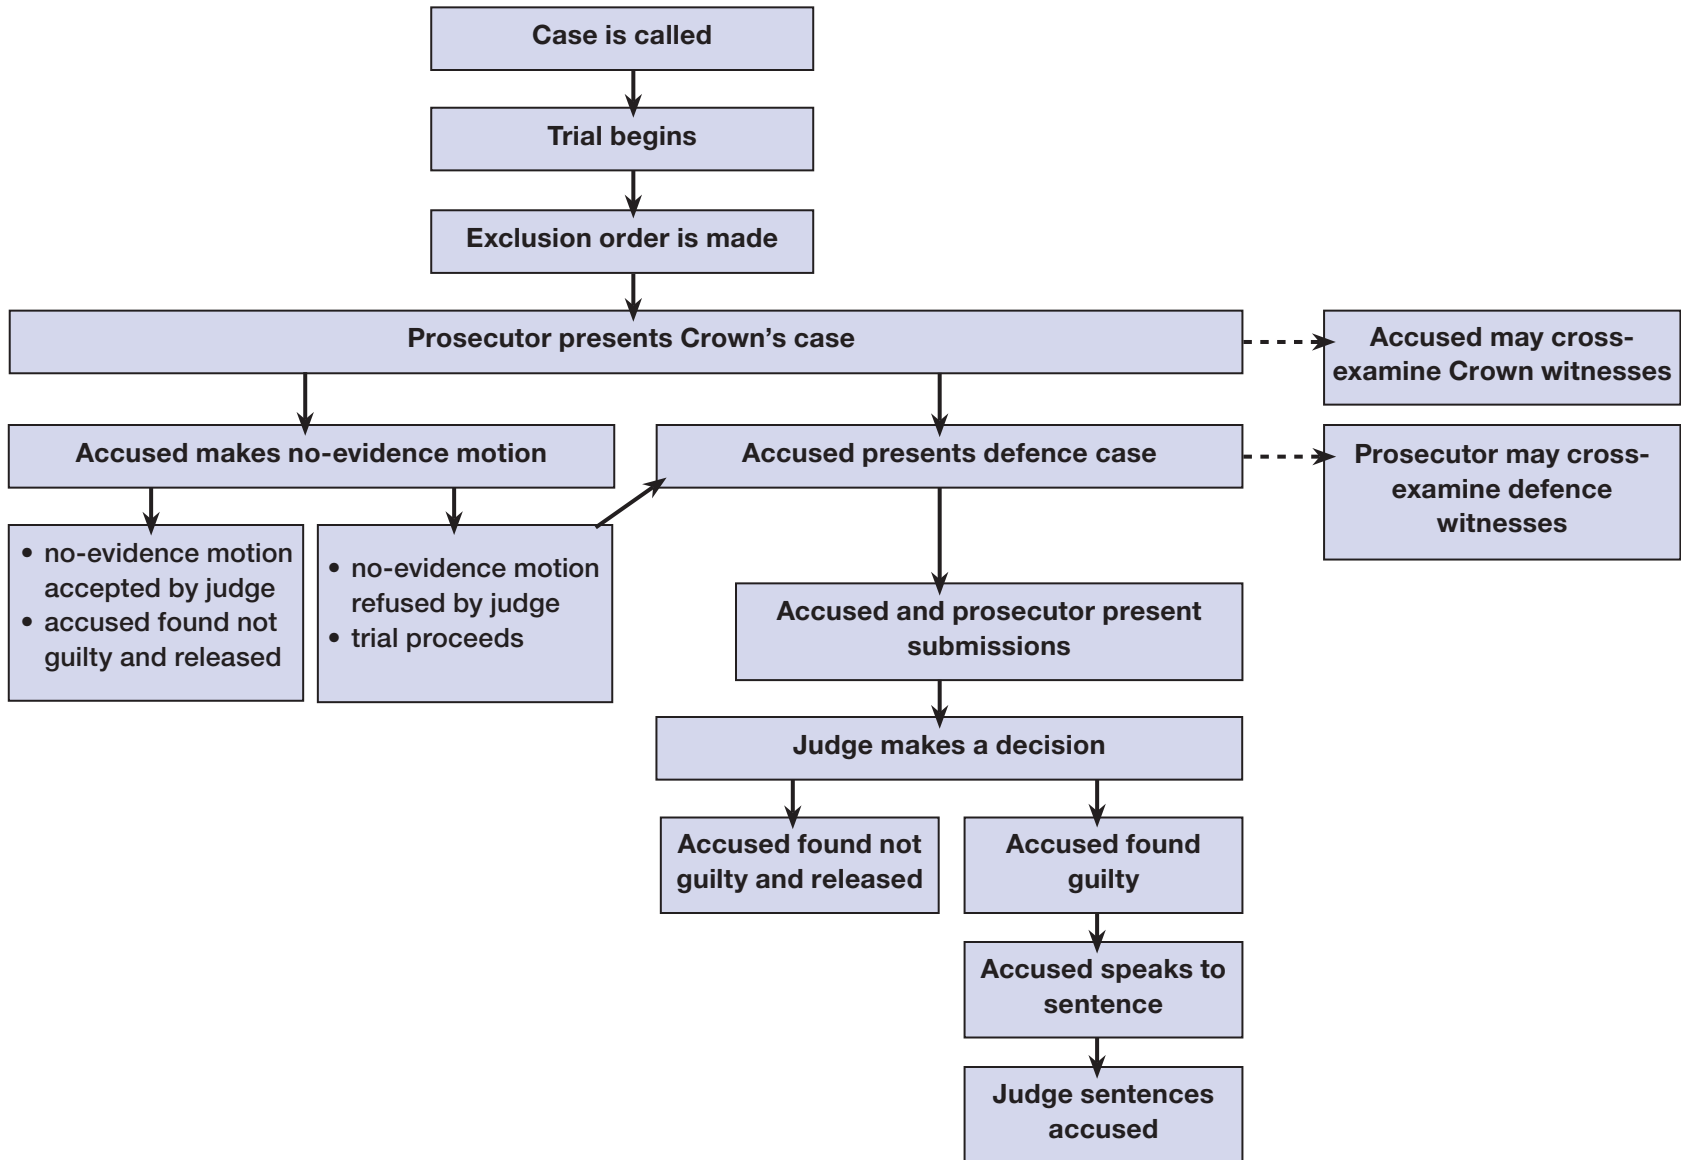 Case is called
Trial begins
Exclusion order is made
Prosecutor presents Crown’s case
Accused may cross-
examine Crown witnesses
Accused makes no-evidence motion
Accused presents defence case
Prosecutor may cross-
examine defence
witnesses
• no-evidence motion
accepted by judge
• accused found not
guilty and released
• no-evidence motion
refused by judge
• trial proceeds
Accused and prosecutor present
submissions
Judge makes a decision
Accused found not
guilty and released
Accused found
guilty
Accused speaks to
sentence
Judge sentences
accused